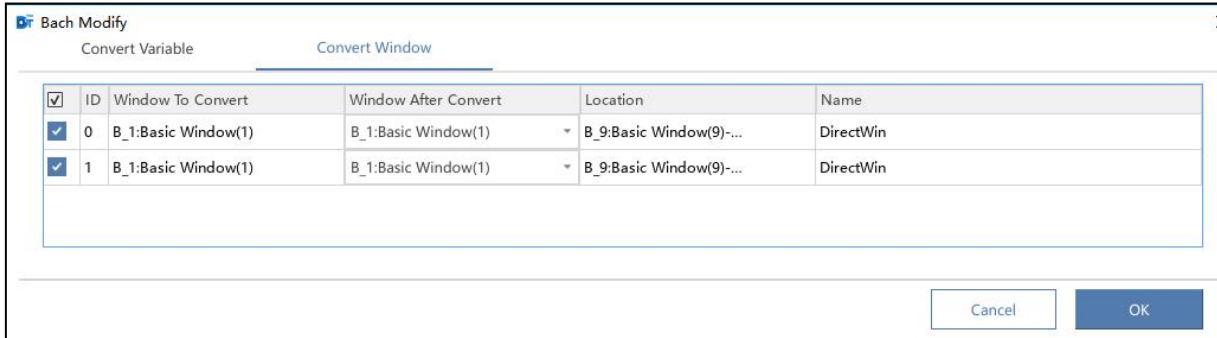 DT Bach Modify
Convert Variable Convert Window
ID Window To Convert Window After Convert Location Name
0 B_1:Basic Window(1) B_1:Basic Window(1) B_9:Basic Window(9)-... DirectWin
1 B_1:Basic Window(1) B_1:Basic Window(1) B_9:Basic Window(9)-... DirectWin
Cancel OK